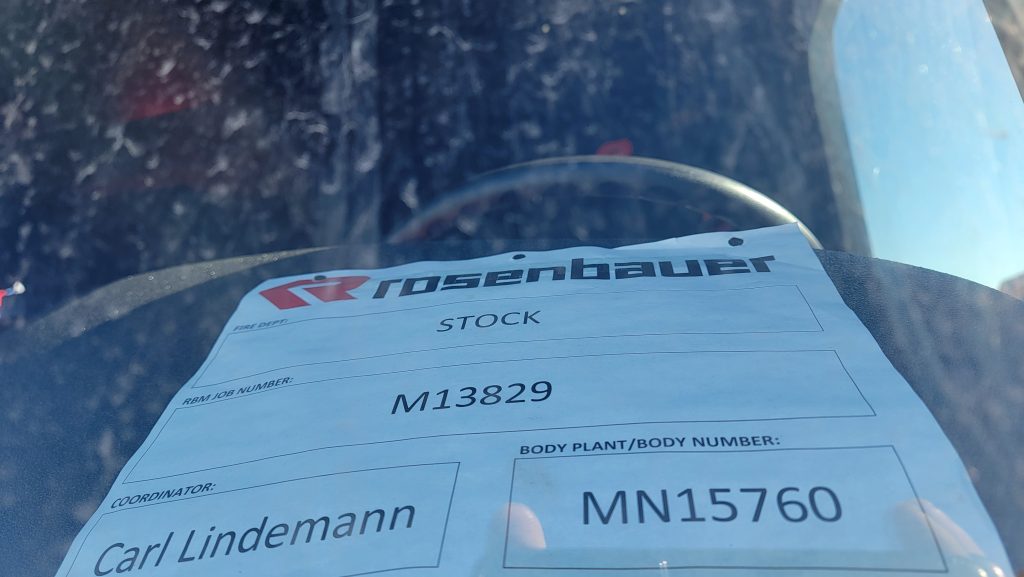 rosenbauer
FIRE DEPT:
STOCK
RBM JOB NUMBER:
M13829
COORDINATOR:
Carl Lindemann
BODY PLANT/BODY NUMBER:
MN15760